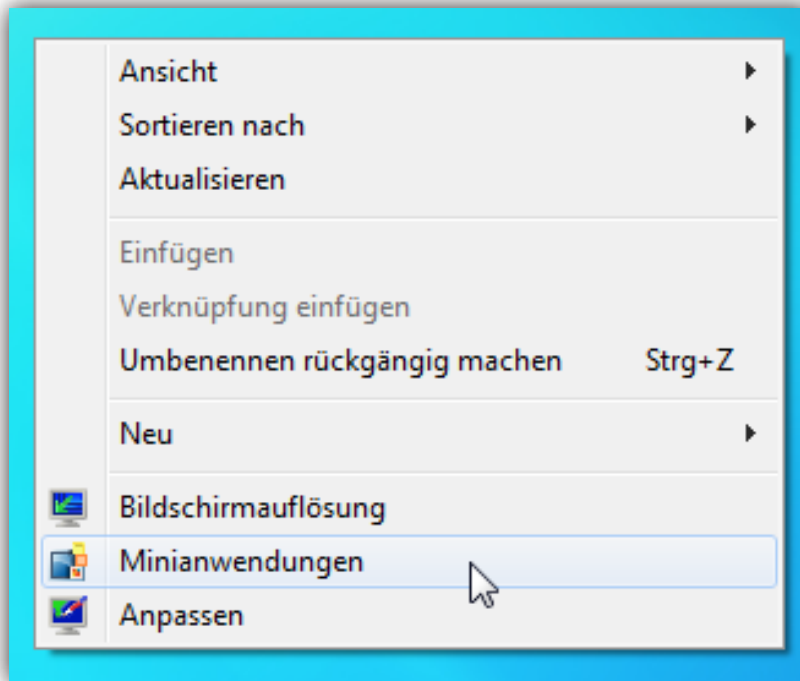 Ansicht
Sortieren nach
Aktualisieren
Einfügen
Verknüpfung einfügen
Umbenennen rückgängig machen Strg+Z
Neu
Bildschirmauflösung
Minianwendungen
Anpassen